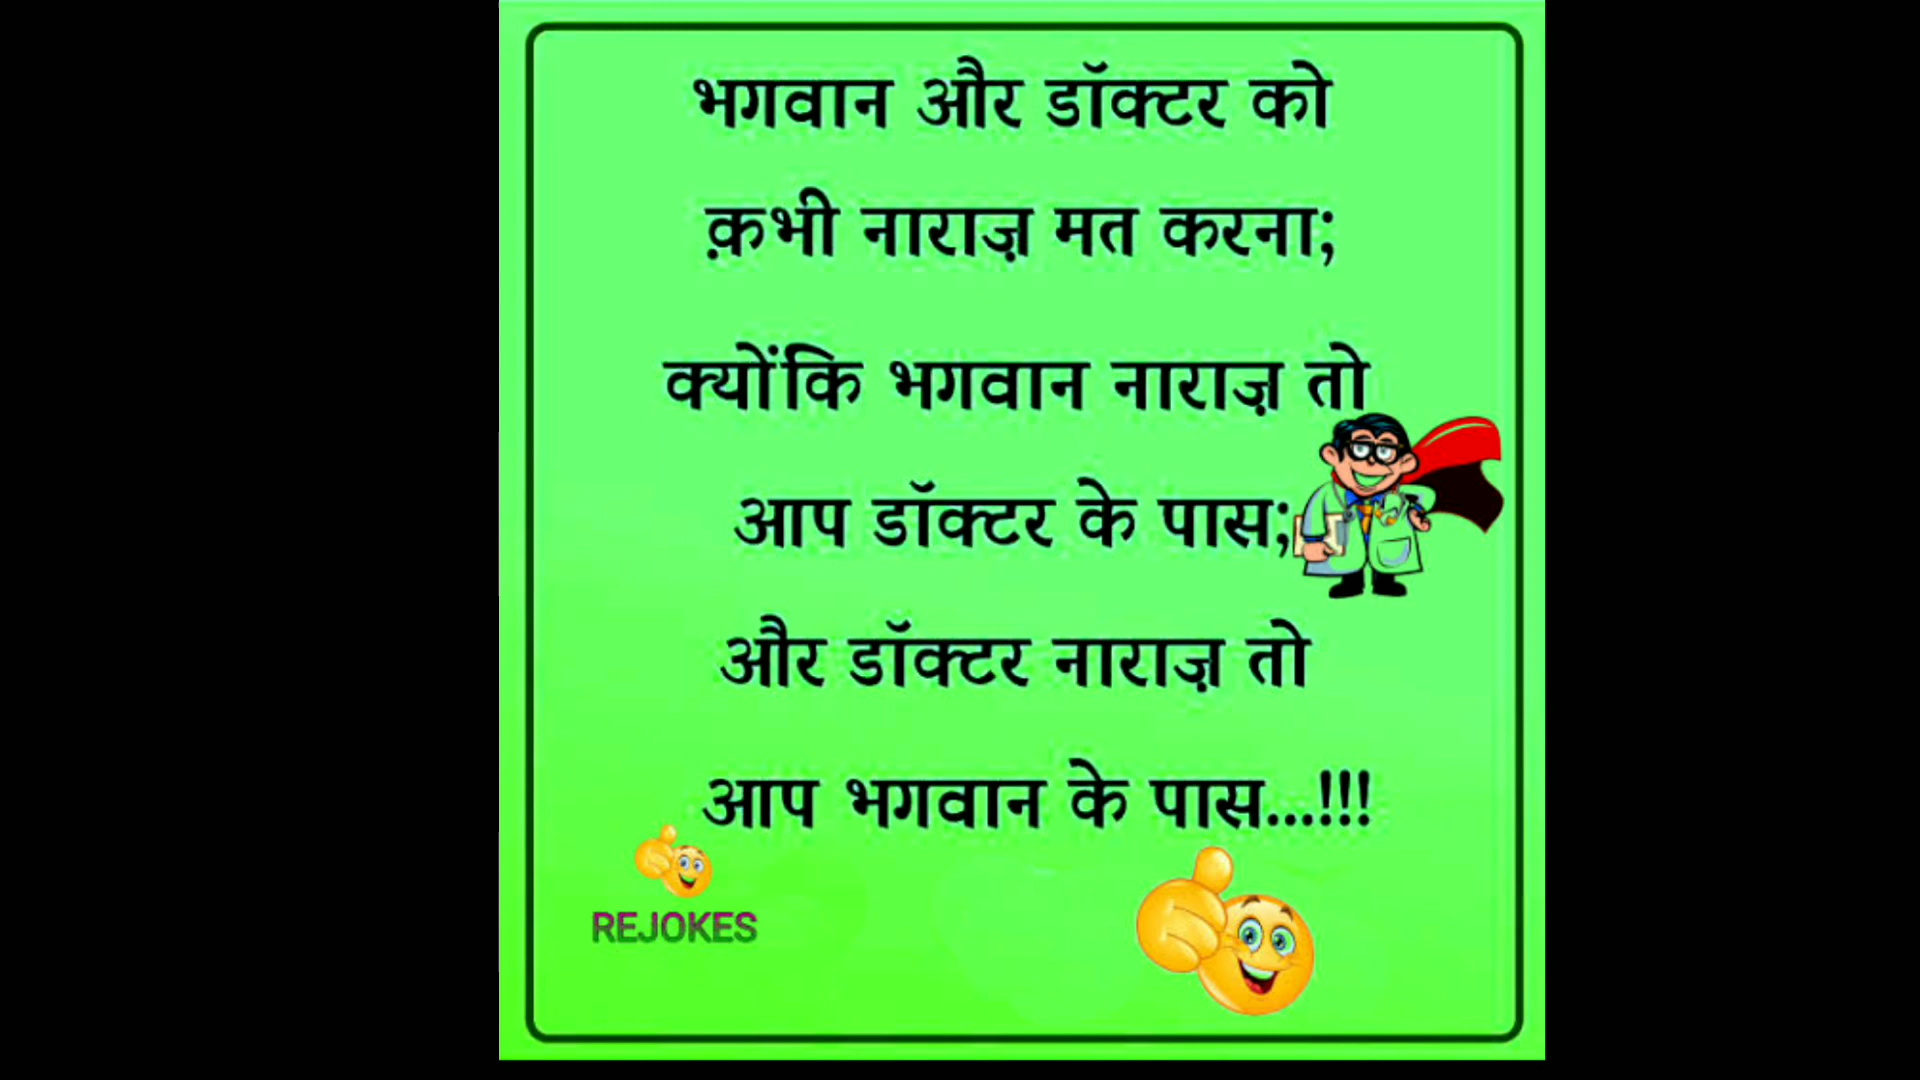 भगवान और डॉक्टर को
क़भी नाराज़ मत करना;
क्योंकि भगवान नाराज़ तो
आप डॉक्टर के पास;
और डॉक्टर नाराज़ तो
आप भगवान के पास...!!!
REJOKES